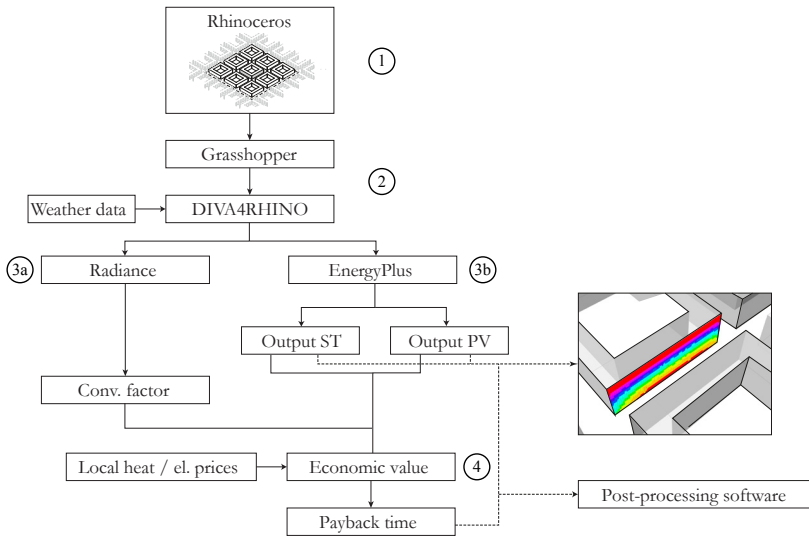 Rhinoceros
1
Grasshopper
2
Weather data
DIVA4RHINO
3a
Radiance
EnergyPlus
3b
Output ST
Output PV
Conv. factor
Local heat / el. prices
Economic value
4
Post-processing software
Payback time